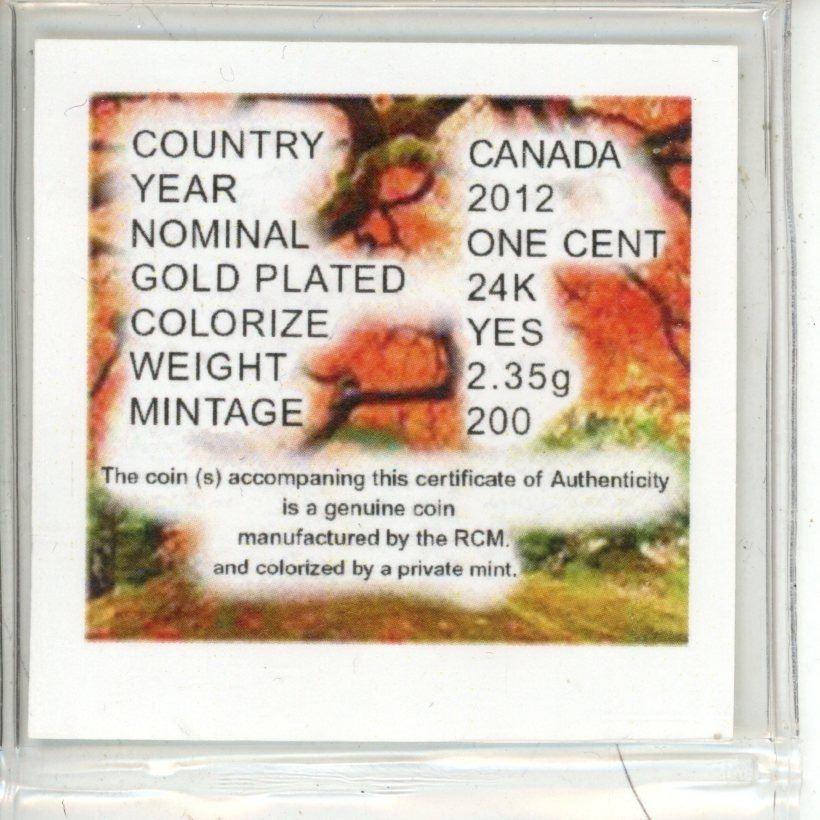 COUNTRY CANADA
YEAR 2012
NOMINAL ONE CENT
GOLD PLATED 24K
COLORIZE YES
WEIGHT 2.35g
MINTAGE 200
The coin (s) accompaning this certificate of Authenticity
is a genuine coin
manufactured by the RCM.
and colorized by a private mint.